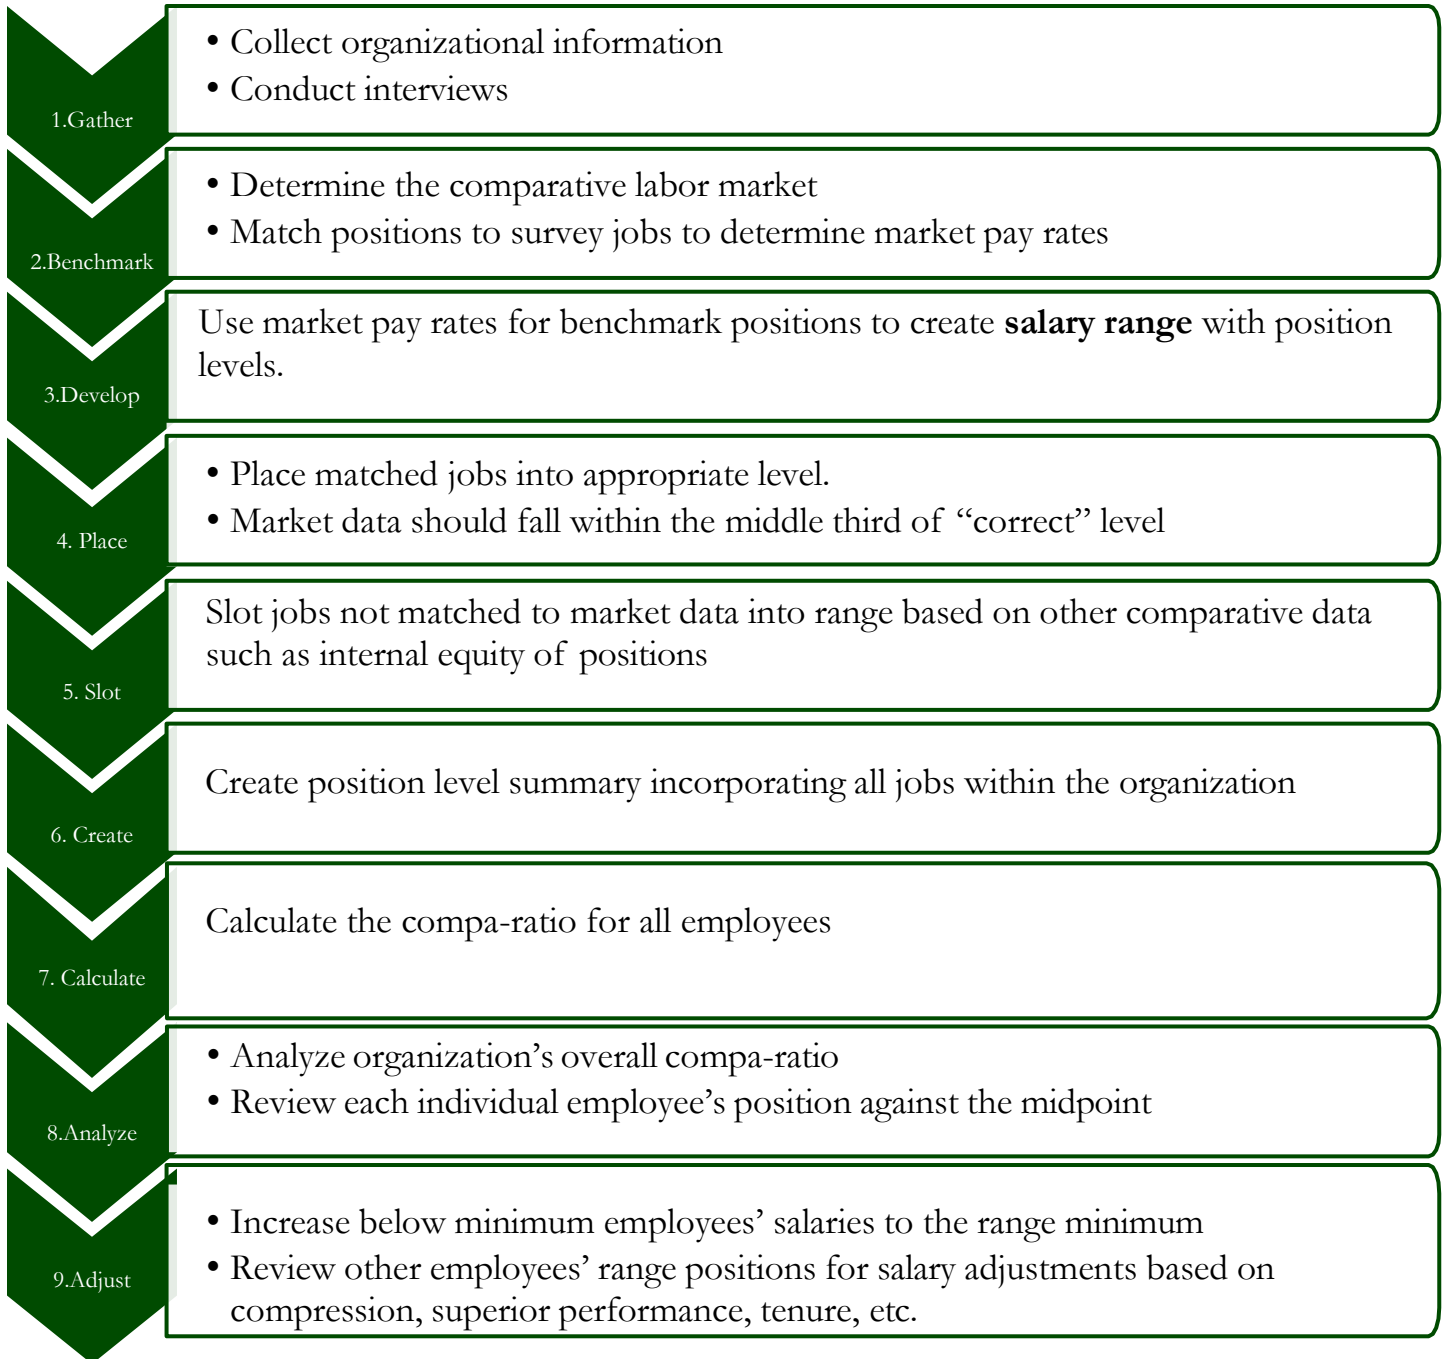 • Collect organizational information
• Conduct interviews
1.Gather
• Determine the comparative labor market
• Match positions to survey jobs to determine market pay rates
2.Benchmark
Use market pay rates for benchmark positions to create salary range with position
levels.
3.Develop
• Place matched jobs into appropriate level.
• Market data should fall within the middle third of “correct” level
4. Place
Slot jobs not matched to market data into range based on other comparative data
such as internal equity of positions
5. Slot
Create position level summary incorporating all jobs within the organization
6. Create
Calculate the compa-ratio for all employees
7. Calculate
• Analyze organization’s overall compa-ratio
• Review each individual employee’s position against the midpoint
8.Analyze
• Increase below minimum employees’ salaries to the range minimum
• Review other employees’ range positions for salary adjustments based on
compression, superior performance, tenure, etc.
9.Adjust